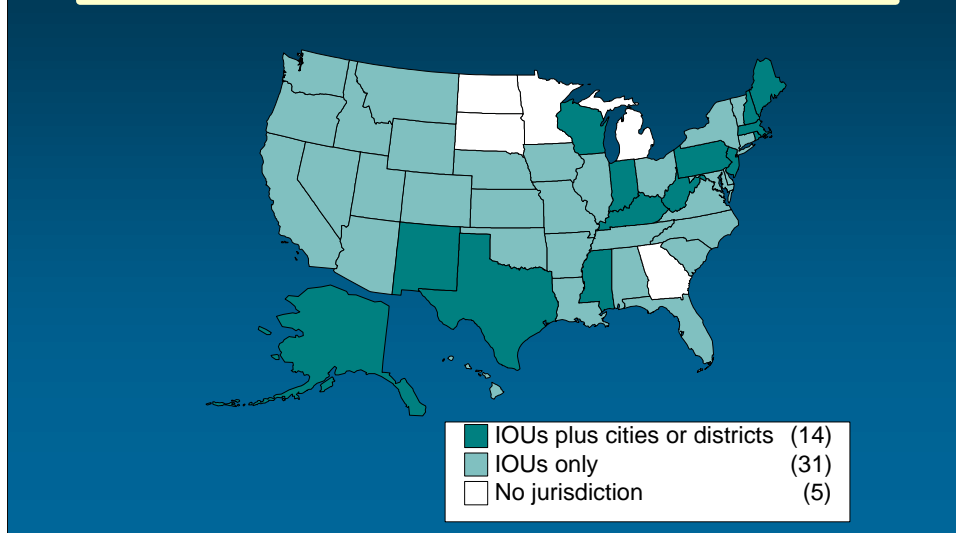 IOUs plus cities or districts (14)
IOUs only (31)
No jurisdiction (5)